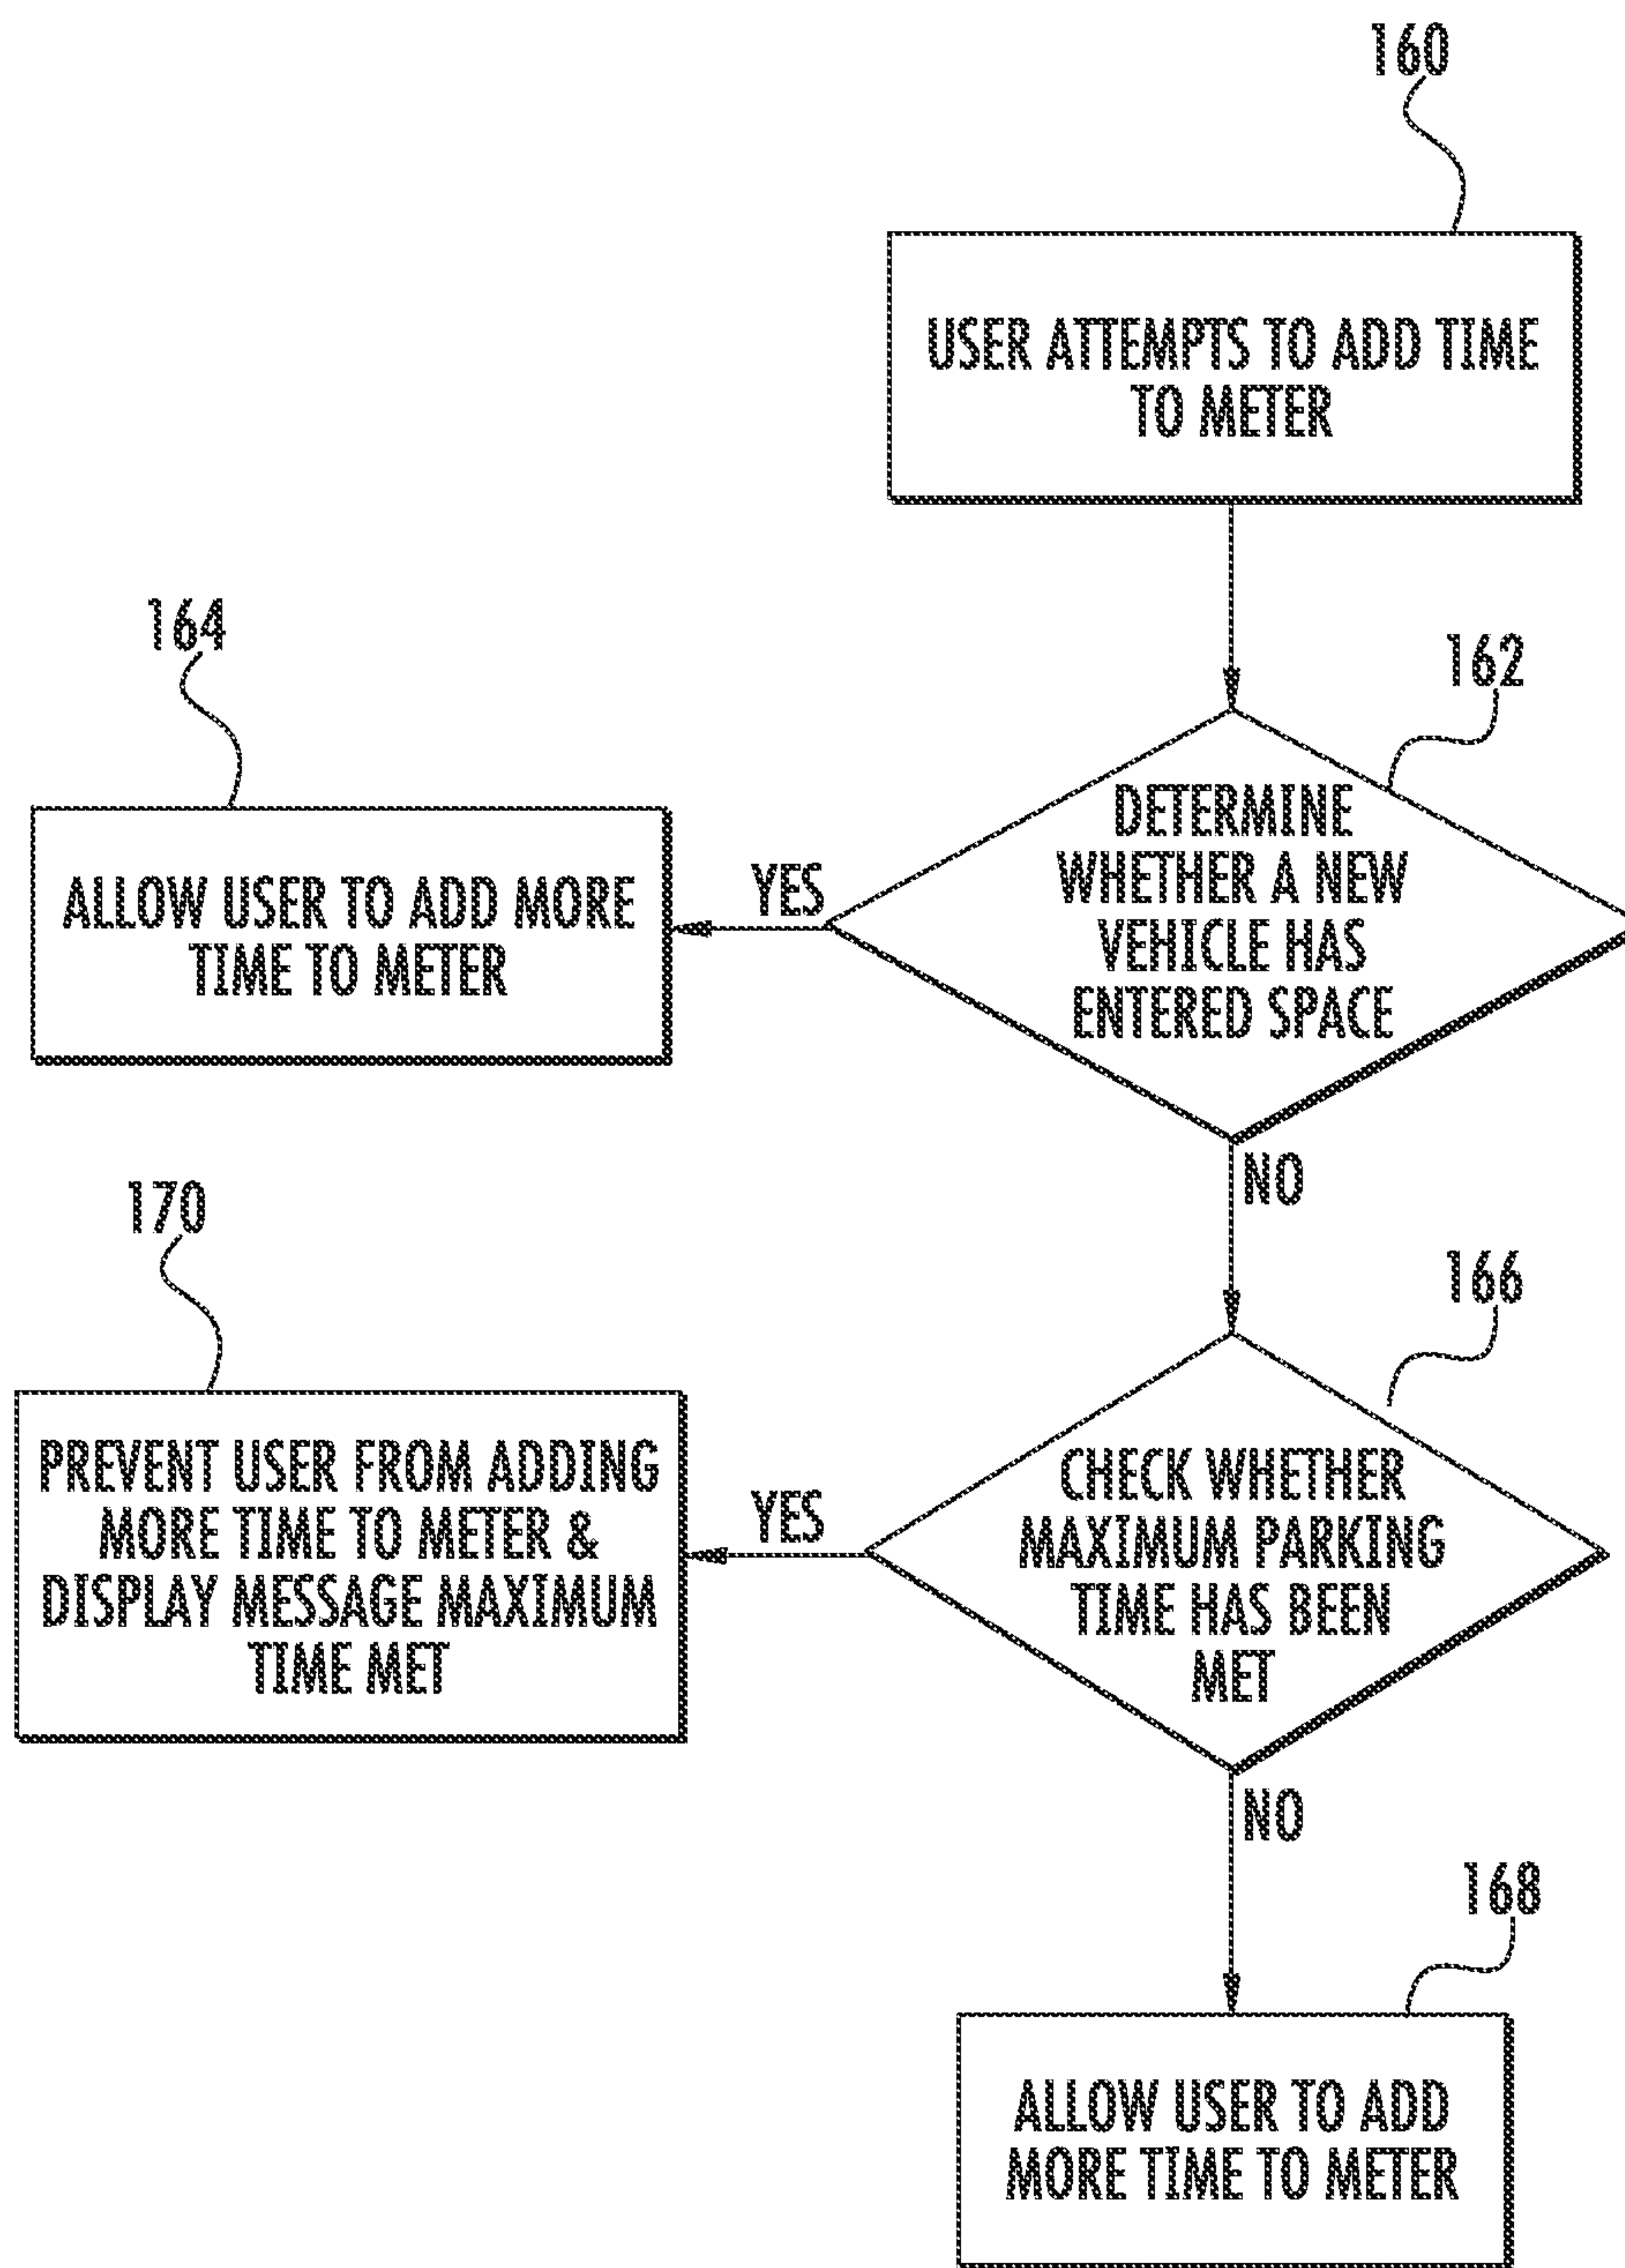 160
USER ATTEMPTS TO ADD TIME
TO METER
164
162
DETERMINE
WHETHER A NEW
VEHICLE HAS
ENTERED SPACE
YES
ALLOW USER TO ADD MORE
TIME TO METER
NO
170
166
CHECK WHETHER
MAXIMUM PARKING
TIME HAS BEEN
MET
YES
PREVENT USER FROM ADDING
MORE TIME TO METER &
DISPLAY MESSAGE MAXIMUM
TIME MET
NO
168
ALLOW USER TO ADD
MORE TIME TO METER